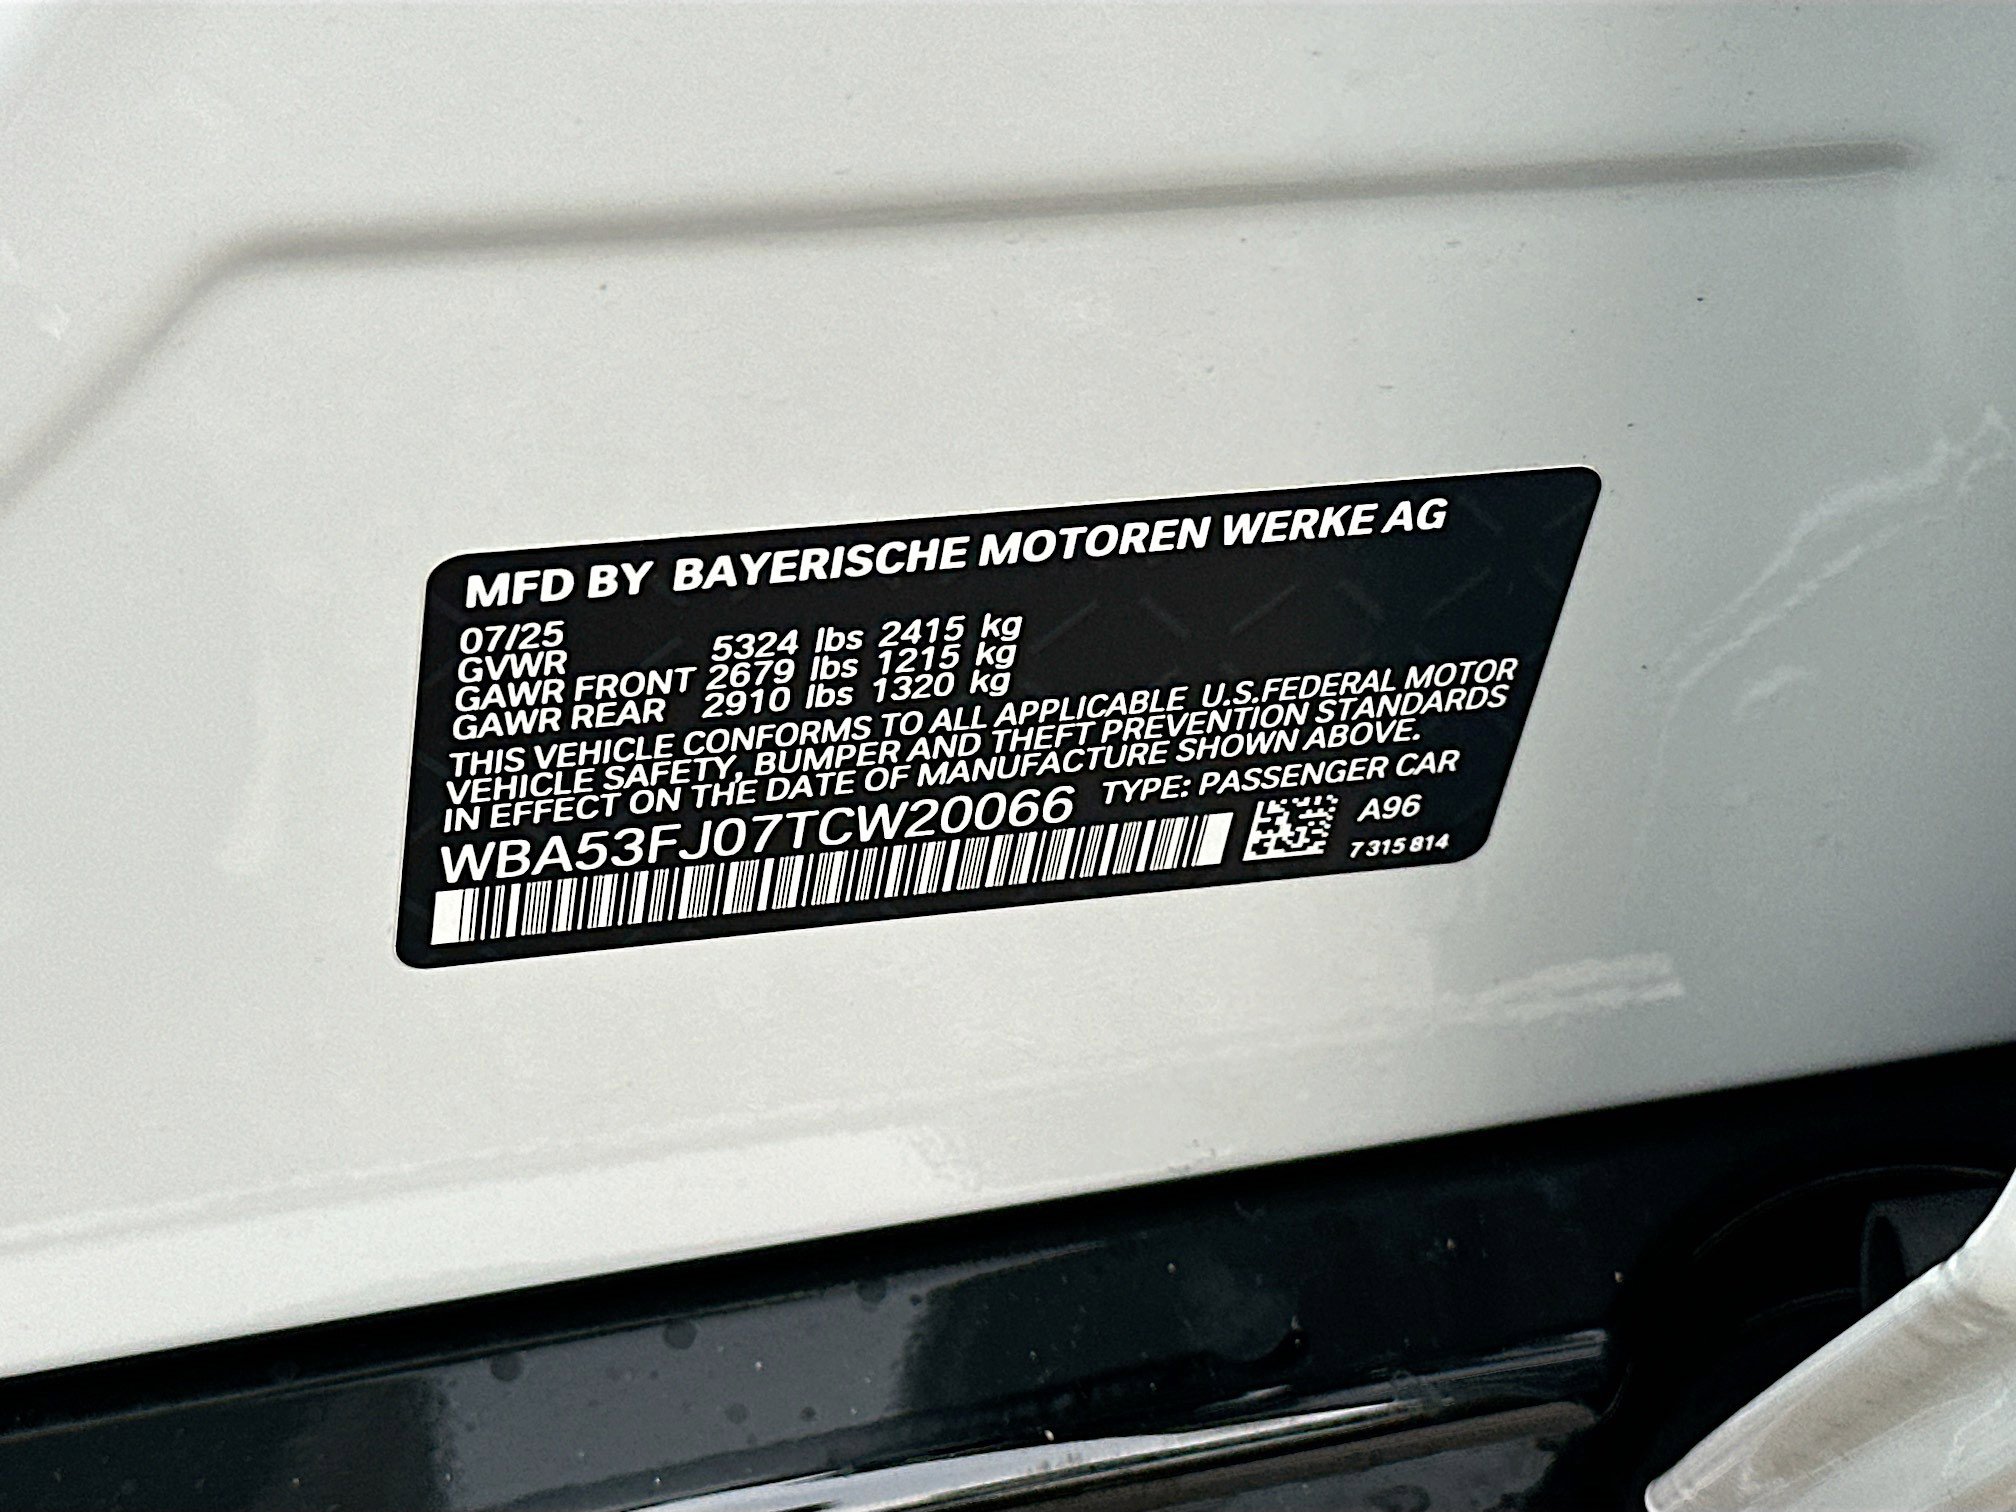 MFD BY BAYERISCHE MOTOREN WERKE AG
07/25
GVWR 5324 lbs 2415 kg
GAWR FRONT 2679 lbs 1215 kg
GAWR REAR 2910 lbs 1320 kg
THIS VEHICLE CONFORMS TO ALL APPLICABLE U.S.FEDERAL MOTOR
VEHICLE SAFETY, BUMPER AND THEFT PREVENTION STANDARDS
IN EFFECT ON THE DATE OF MANUFACTURE SHOWN ABOVE.
WBA53FJ07TCW20066 TYPE: PASSENGER CAR
A96
7 315 814